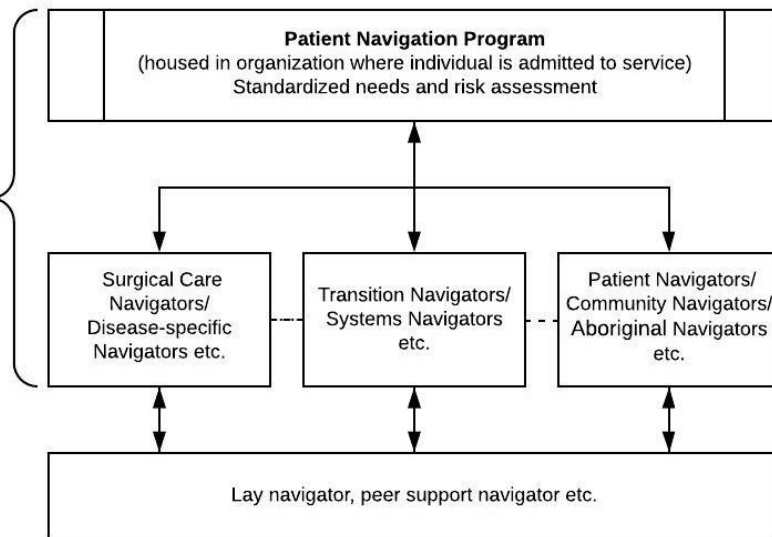 Patient Navigation Program
(housed in organization where individual is admitted to service)
Standardized needs and risk assessment
Surgical Care
Navigators/
Disease-specific
Navigators etc.
Transition Navigators/
Systems Navigators
etc.
Patient Navigators/
Community Navigators/
Aboriginal Navigators
etc.
Lay navigator, peer support navigator etc.